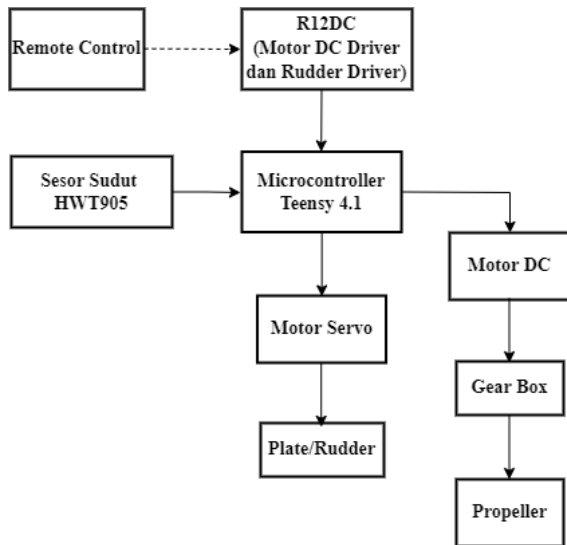 Remote Control
R12DC
(Motor DC Driver
dan Rudder Driver)
Sesor Sudut
HWT905
Microcontroller
Teensy 4.1
Motor DC
Motor Servo
Gear Box
Plate/Rudder
Propeller